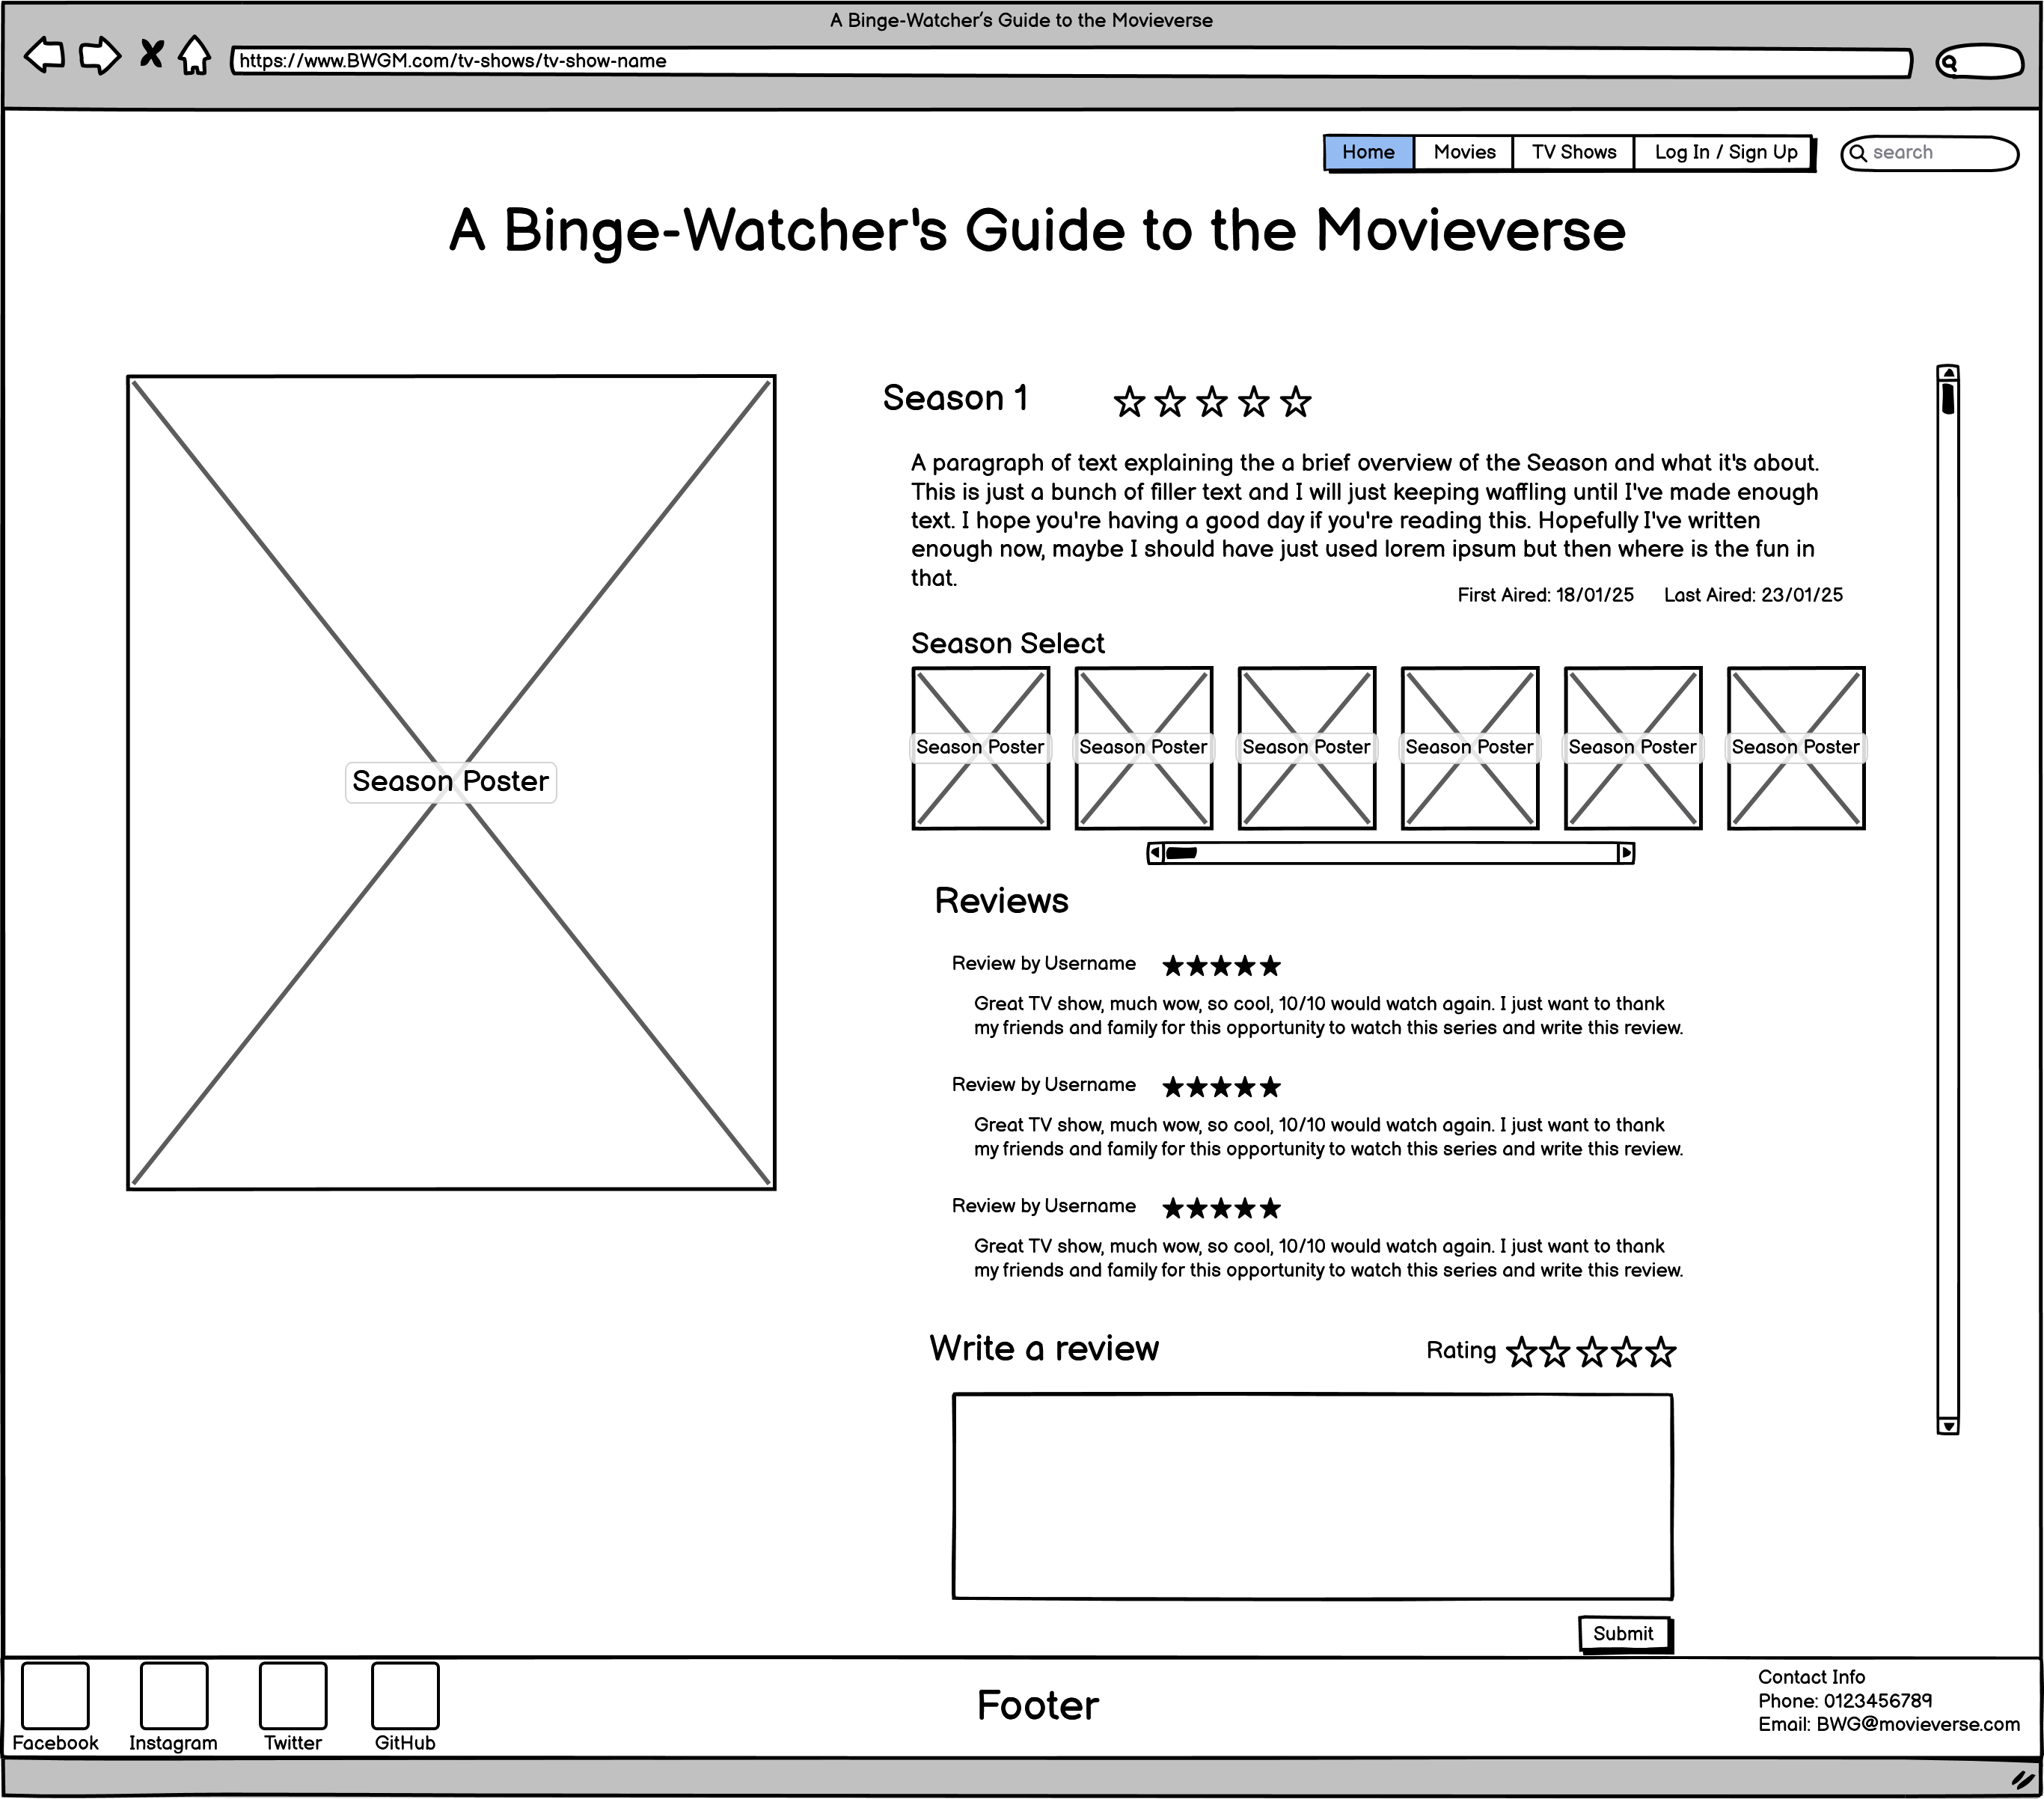 A Binge-Watcher's Guide to the Movieverse
https://www.BWGM.com/tv-shows/tv-show-name
Home Movies TV Shows Log In / Sign Up search
A Binge-Watcher's Guide to the Movieverse
Season Poster
Season 1
A paragraph of text explaining the a brief overview of the Season and what it's about.
This is just a bunch of filler text and I will just keeping waffling until I've made enough
text. I hope you're having a good day if you're reading this. Hopefully I've written
enough now, maybe I should have just used lorem ipsum but then where is the fun in
that.
First Aired: 18/01/25 Last Aired: 23/01/25
Season Select
Season Poster Season Poster Season Poster Season Poster Season Poster Season Poster
Reviews
Review by Username
Great TV show, much wow, so cool, 10/10 would watch again. I just want to thank
my friends and family for this opportunity to watch this series and write this review.
Review by Username
Great TV show, much wow, so cool, 10/10 would watch again. I just want to thank
my friends and family for this opportunity to watch this series and write this review.
Review by Username
Great TV show, much wow, so cool, 10/10 would watch again. I just want to thank
my friends and family for this opportunity to watch this series and write this review.
Write a review Rating
Submit
Facebook Instagram Twitter GitHub
Footer
Contact Info
Phone: 0123456789
Email: BWG@movieverse.com